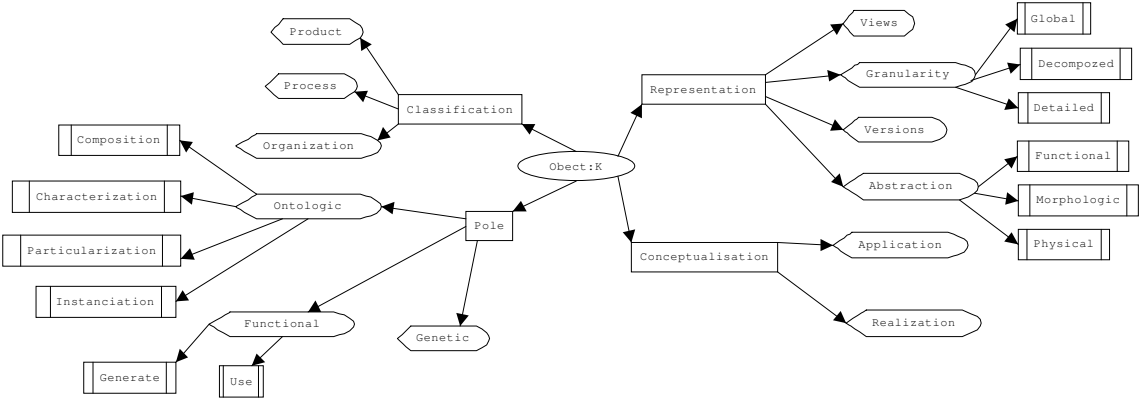 Product
Process
Organization
Classification
Composition
Characterization
Particularization
Instanciation
Ontologic
Pole
Functional
Genetic
Generate
Use
Obect:K
Representation
Views
Granularity
Versions
Abstraction
Global
Decompozed
Detailed
Functional
Morphologic
Physical
Conceptualisation
Application
Realization